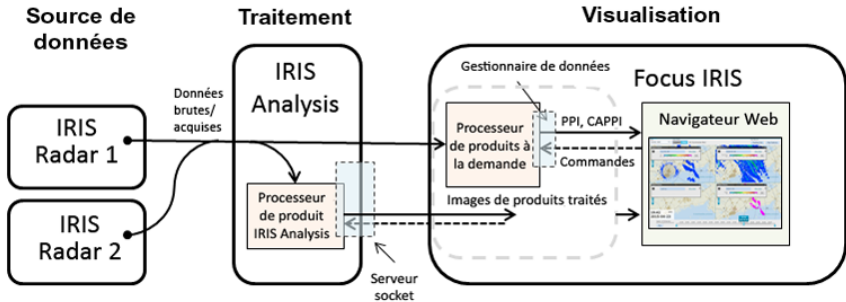 Source de
données
Traitement
Visualisation
IRIS
Radar 1
IRIS
Radar 2
Données
brutes/
acquises
IRIS
Analysis
Processeur
de produit
IRIS Analysis
Serveur
socket
Gestionnaire de données
Focus IRIS
Processeur
de produits à
la demande
PPI, CAPPI
Commandes
Images de produits traités
Navigateur Web